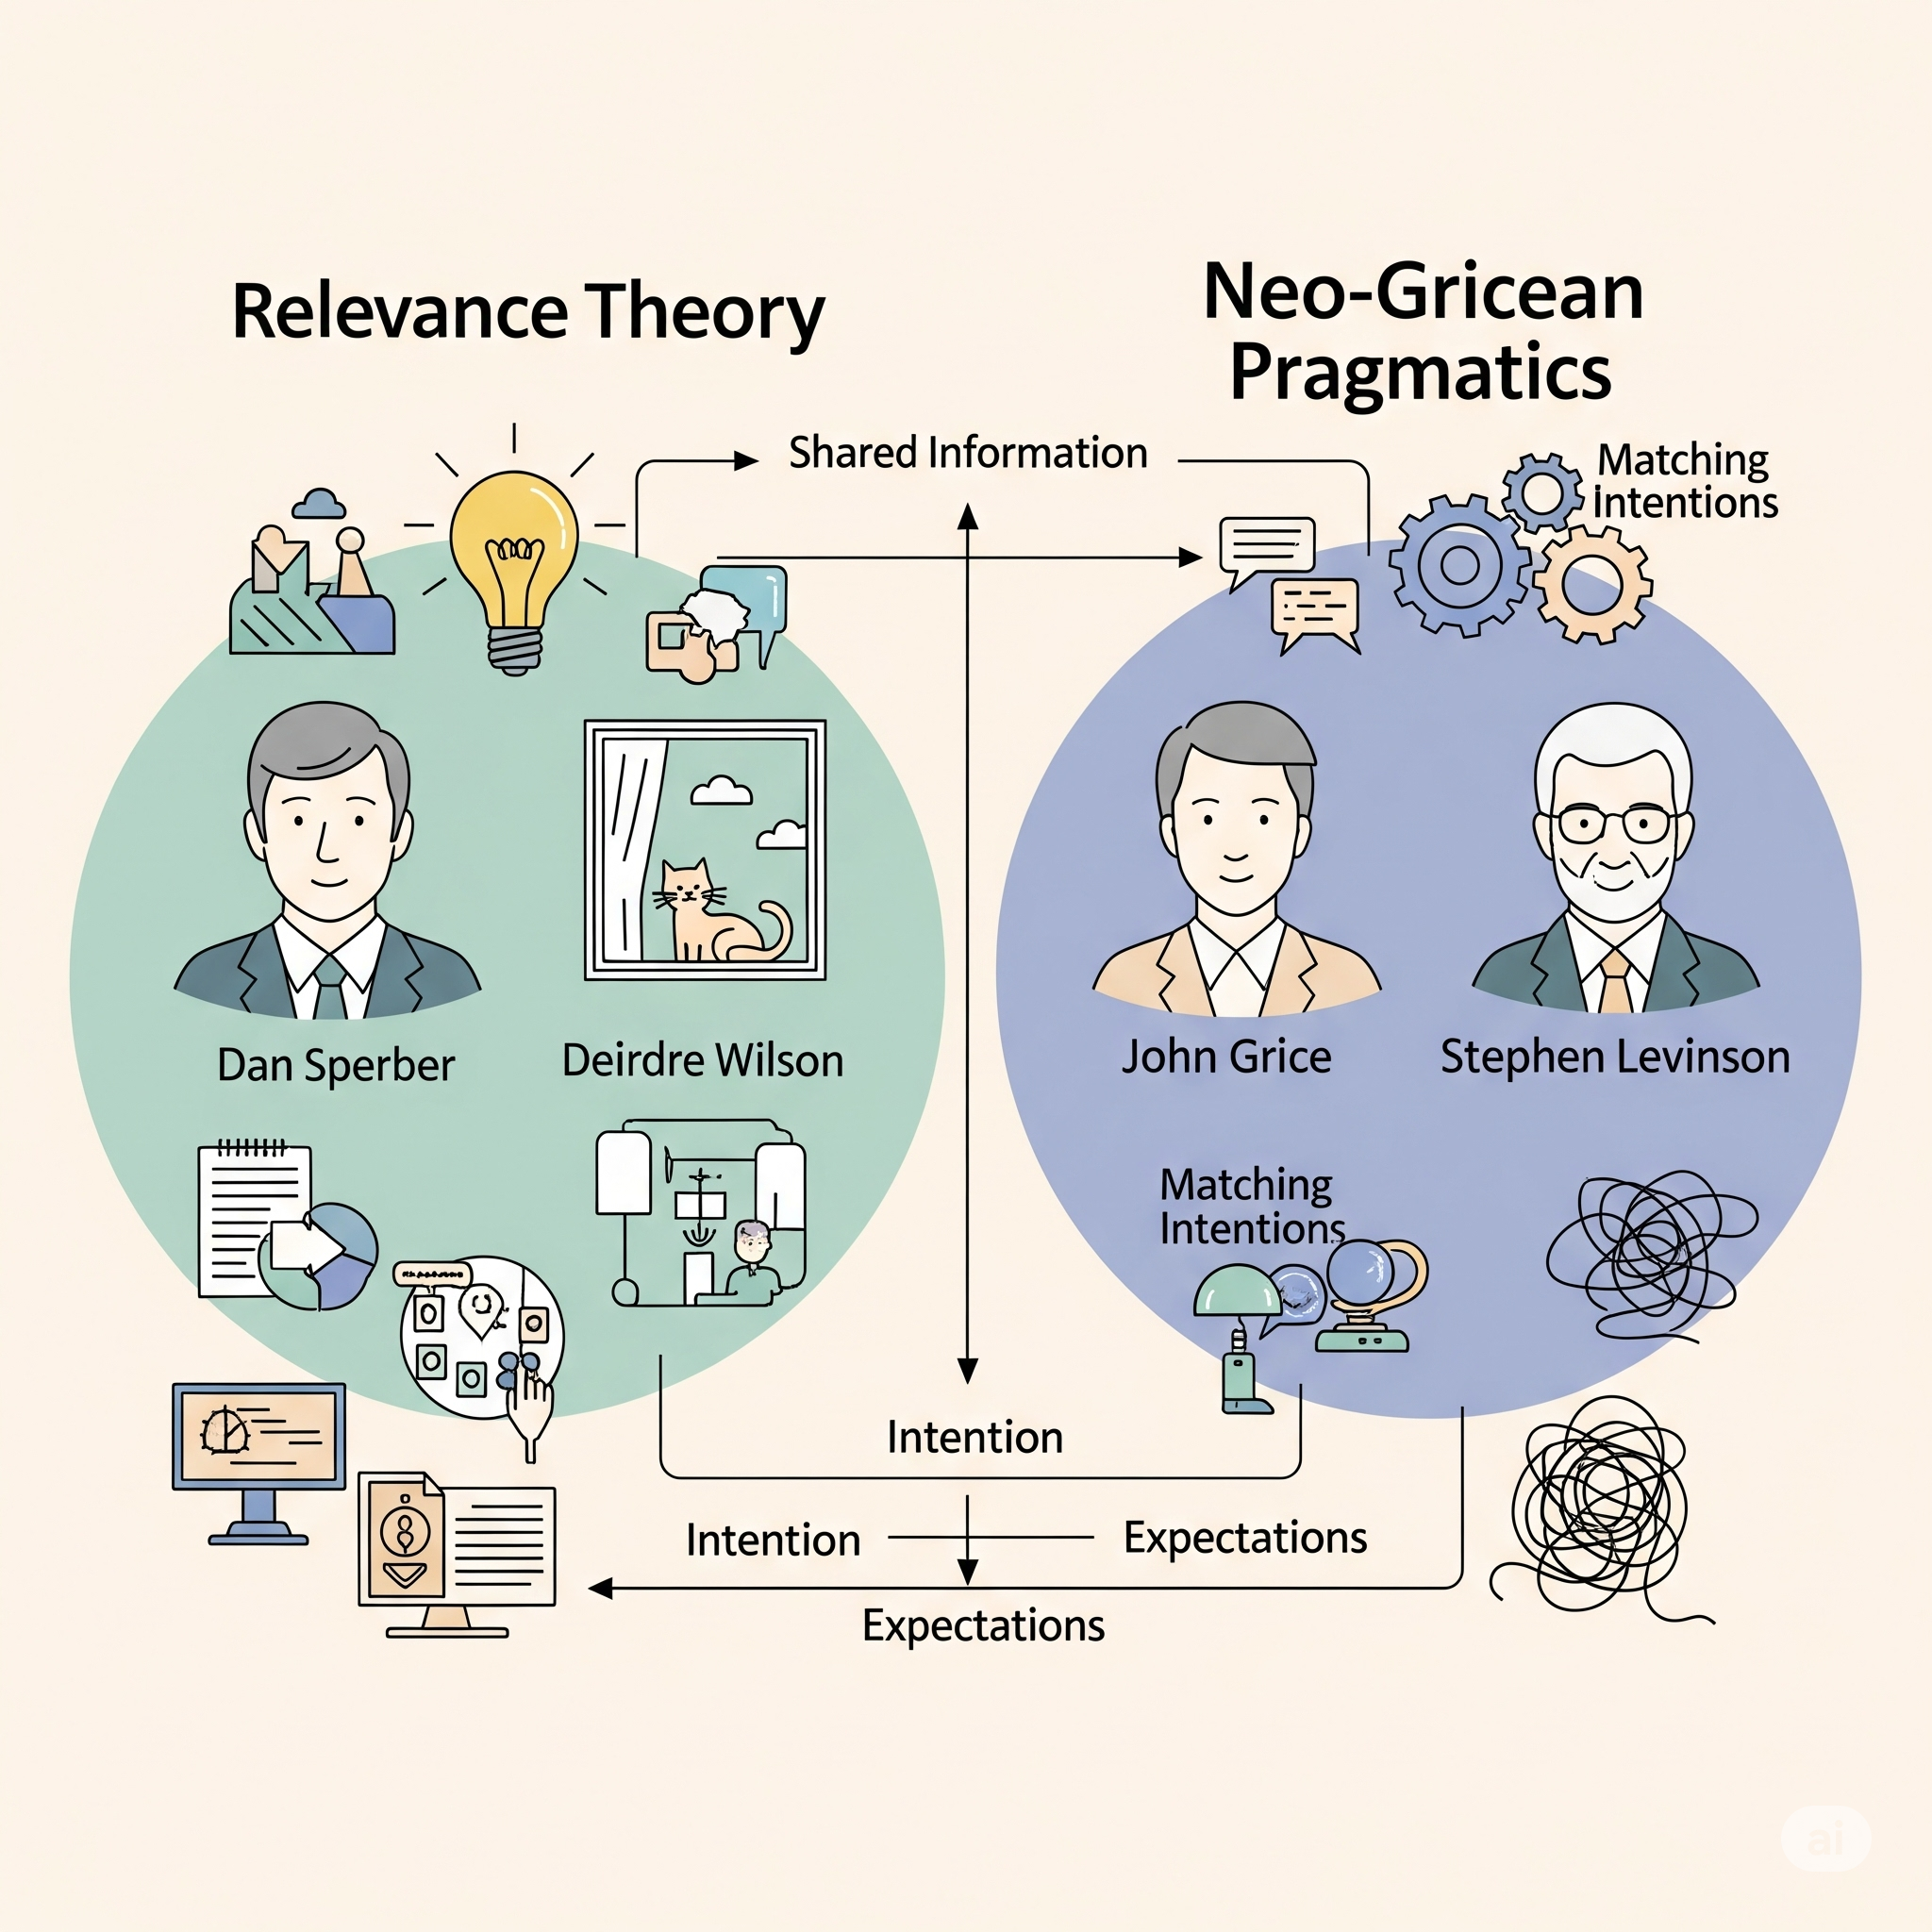 Relevance Theory
Neo-Gricean
Pragmatics
Shared Information
Matching
Intentions
Dan Sperber
Deirdre Wilson
John Grice
Stephen Levinson
Matching
Intentions
Intention
Intention
Expectations
Expectations
ai